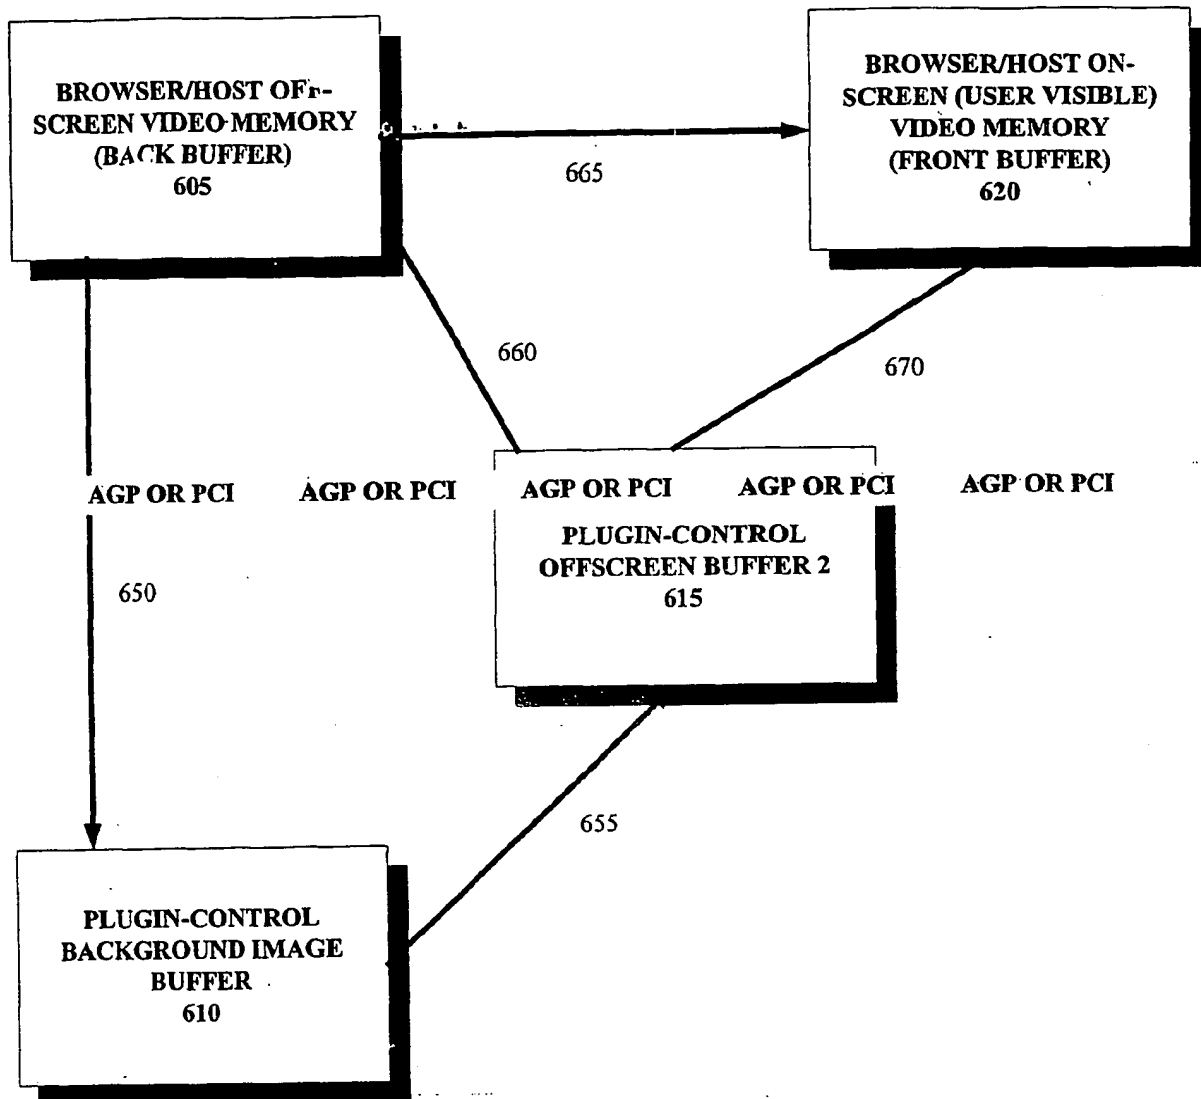 BROWSER/HOST OFF-
SCREEN VIDEO MEMORY
(BACK BUFFER)
605
BROWSER/HOST ON-
SCREEN (USER VISIBLE)
VIDEO MEMORY
(FRONT BUFFER)
620
665
660
670
AGP OR PCI
AGP OR PCI
AGP OR PCI
AGP OR PCI
AGP OR PCI
PLUGIN-CONTROL
OFFSCREEN BUFFER 2
615
650
655
PLUGIN-CONTROL
BACKGROUND IMAGE
BUFFER
610